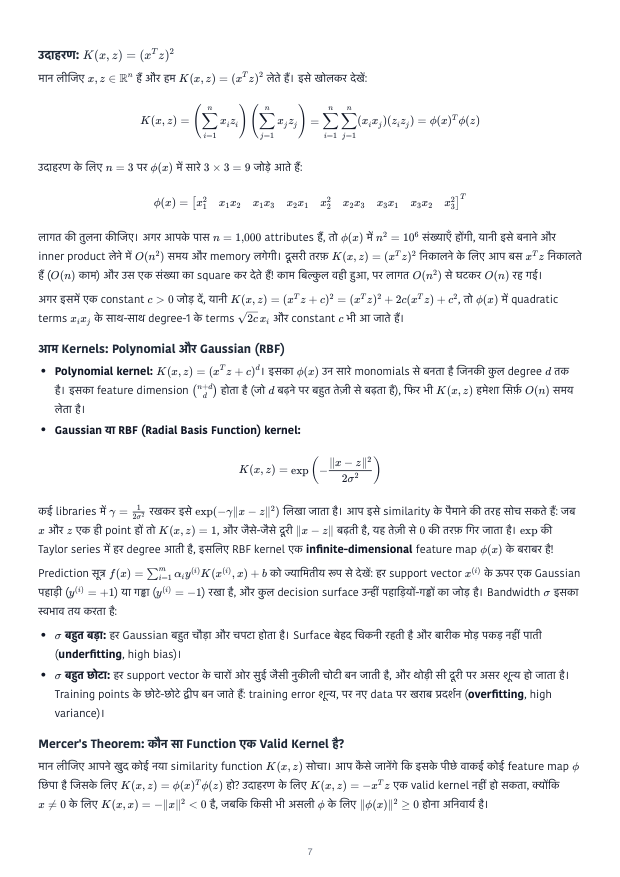 उदाहरण: K(x, z) = (x^T z)^2
मान लीजिए x, z ∈ ℝ^n हैं और हम K(x, z) = (x^T z)^2 लेते हैं। इसे खोलकर देखें:
K(x, z) = (∑_{i=1}^{n} x_i z_i) (∑_{j=1}^{n} x_j z_j) = ∑_{i=1}^{n} ∑_{j=1}^{n} (x_i x_j)(z_i z_j) = ϕ(x)^T ϕ(z)
उदाहरण के लिए n = 3 पर ϕ(x) में सारे 3 × 3 = 9 जोड़े आते हैं:
ϕ(x) = [x_1^2 x_1x_2 x_1x_3 x_2x_1 x_2^2 x_2x_3 x_3x_1 x_3x_2 x_3^2]^T
लागत की तुलना कीजिए। अगर आपके पास n = 1,000 attributes हैं, तो ϕ(x) में n^2 = 10^6 संख्याएँ होंगी, यानी इसे बनाने और
inner product लेने में O(n^2) समय और memory लगेगी। दूसरी तरफ़ K(x, z) = (x^T z)^2 निकालने के लिए आप बस x^T z निकालते
हैं (O(n) काम) और उस एक संख्या का square कर देते हैं! काम बिल्कुल वही हुआ, पर लागत O(n^2) से घटकर O(n) रह गई।
अगर इसमें एक constant c > 0 जोड़ दें, यानी K(x, z) = (x^T z + c)^2 = (x^T z)^2 + 2c(x^T z) + c^2, तो ϕ(x) में quadratic
terms x_i x_j के साथ-साथ degree-1 के terms √(2c) x_i और constant c भी आ जाते हैं।
आम Kernels: Polynomial और Gaussian (RBF)
• Polynomial kernel: K(x, z) = (x^T z + c)^d। इसका ϕ(x) उन सारे monomials से बनता है जिनकी कुल degree d तक
है। इसका feature dimension \binom{n+d}{d} होता है (जो d बढ़ने पर बहुत तेज़ी से बढ़ता है), फिर भी K(x, z) हमेशा सिर्फ़ O(n) समय
लेता है।
• Gaussian या RBF (Radial Basis Function) kernel:
K(x, z) = exp(−‖x − z‖^2 / 2σ^2)
कई libraries में γ = 1/(2σ^2) रखकर इसे exp(−γ‖x − z‖^2) लिखा जाता है। आप इसे similarity के पैमाने की तरह सोच सकते हैं: जब
x और z एक ही point हों तो K(x, z) = 1, और जैसे-जैसे दूरी ‖x − z‖ बढ़ती है, यह तेज़ी से 0 की तरफ़ गिर जाता है। exp की
Taylor series में हर degree आती है, इसलिए RBF kernel एक infinite-dimensional feature map ϕ(x) के बराबर है!
Prediction सूत्र f(x) = ∑_{i=1}^{m} α_i y^{(i)} K(x^{(i)}, x) + b को ज्यामितीय रूप से देखें: हर support vector x^{(i)} के ऊपर एक Gaussian
पहाड़ी (y^{(i)} = +1) या गड्ढा (y^{(i)} = −1) रखा है, और कुल decision surface उन्हीं पहाड़ियों-गड्ढों का जोड़ है। Bandwidth σ इसका
स्वभाव तय करता है:
• σ बहुत बड़ा: हर Gaussian बहुत चौड़ा और चपटा होता है। Surface बेहद चिकनी रहती है और बारीक मोड़ पकड़ नहीं पाती
(underfitting, high bias)।
• σ बहुत छोटा: हर support vector के चारों ओर सुई जैसी नुकीली चोटी बन जाती है, और थोड़ी सी दूरी पर असर शून्य हो जाता है।
Training points के छोटे-छोटे द्वीप बन जाते हैं: training error शून्य, पर नए data पर खराब प्रदर्शन (overfitting, high
variance)।
Mercer's Theorem: कौन सा Function एक Valid Kernel है?
मान लीजिए आपने खुद कोई नया similarity function K(x, z) सोचा। आप कैसे जानेंगे कि इसके पीछे वाकई कोई feature map ϕ
छिपा है जिसके लिए K(x, z) = ϕ(x)^T ϕ(z) हो? उदाहरण के लिए K(x, z) = −x^T z एक valid kernel नहीं हो सकता, क्योंकि
x ≠ 0 के लिए K(x, x) = −‖x‖^2 < 0 है, जबकि किसी भी असली ϕ के लिए ‖ϕ(x)‖^2 ≥ 0 होना अनिवार्य है।
7